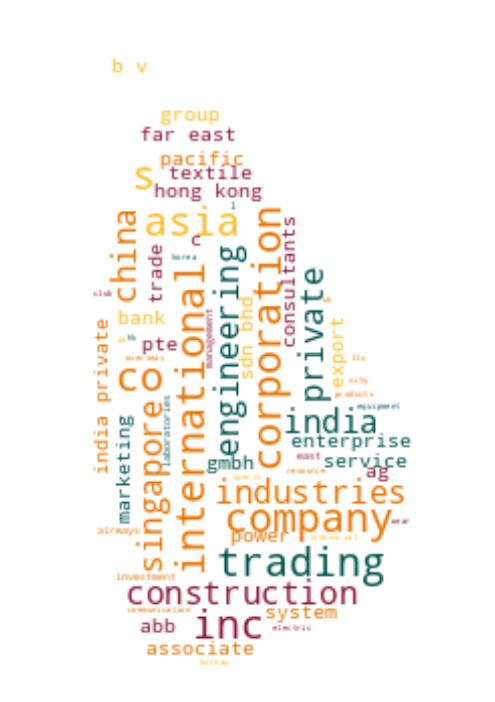 b v
group
far east
pacific
textile
s
hong kong
l
asia
china
c
corporation
trade
korea
engineering
consultants
international
private
club
management
sdn bhd
bank
export
pte
india private
overseas
llc
co
city
products
laboratories
equipment
singapore
india
marketing
enterprise
gmbh
east
service
resource
ag
sports
industries
company
near
airways
power
industrial
trading
investment
construction
communication
system
abb
inc
electric
associate
bureau